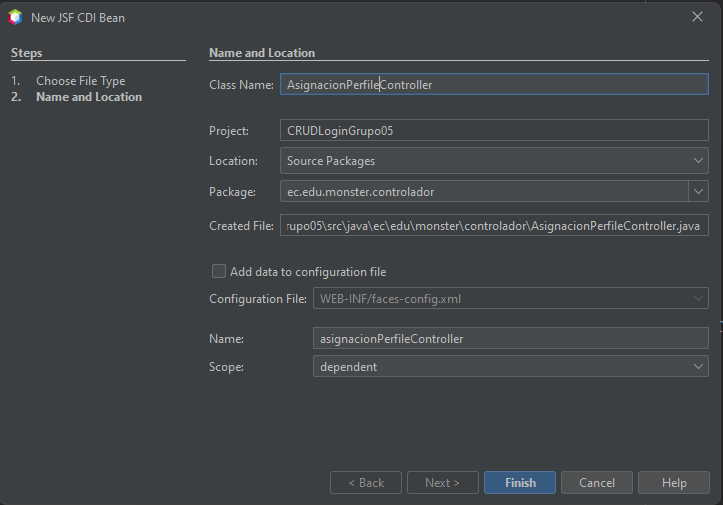 New JSF CDI Bean
Steps
1. Choose File Type
2. Name and Location
Name and Location
Class Name: AsignacionPerfileController
Project: CRUDLoginGrupo05
Location: Source Packages
Package: ec.edu.monster.controlador
Created File: rupo05\src\java\ec\edu\monster\controlador\AsignacionPerfileController.java
Add data to configuration file
Configuration File: WEB-INF/faces-config.xml
Name: asignacionPerfileController
Scope: dependent
< Back Next > Finish Cancel Help